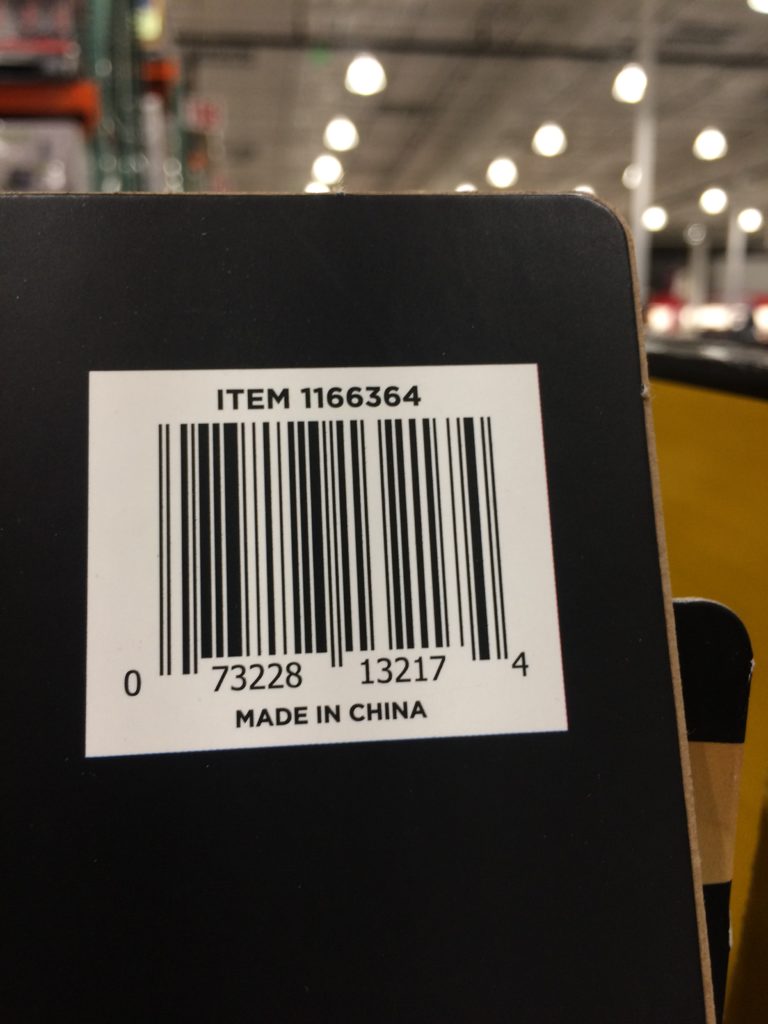 ITEM 1166364
0 73228 13217 4
MADE IN CHINA